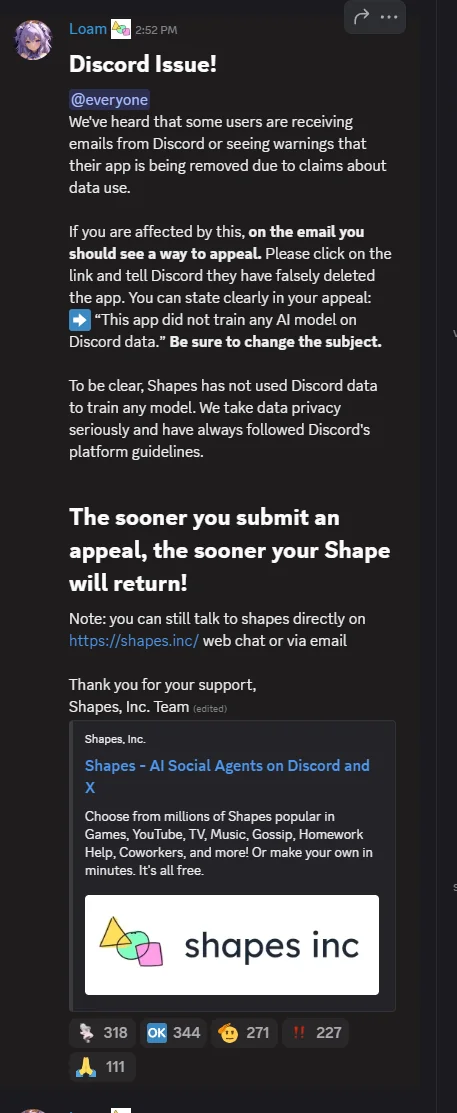 Loam 2:52 PM
Discord Issue!
@everyone
We've heard that some users are receiving
emails from Discord or seeing warnings that
their app is being removed due to claims about
data use.
If you are affected by this, on the email you
should see a way to appeal. Please click on the
link and tell Discord they have falsely deleted
the app. You can state clearly in your appeal:
➡️ “This app did not train any AI model on
Discord data.” Be sure to change the subject.
To be clear, Shapes has not used Discord data
to train any model. We take data privacy
seriously and have always followed Discord's
platform guidelines.
The sooner you submit an
appeal, the sooner your Shape
will return!
Note: you can still talk to shapes directly on
https://shapes.inc/ web chat or via email
Thank you for your support,
Shapes, Inc. Team (edited)
Shapes, Inc.
Shapes - AI Social Agents on Discord and
X
Choose from millions of Shapes popular in
Games, YouTube, TV, Music, Gossip, Homework
Help, Coworkers, and more! Or make your own in
minutes. It's all free.
shapes inc
318 OK 344 271 ‼️ 227
111